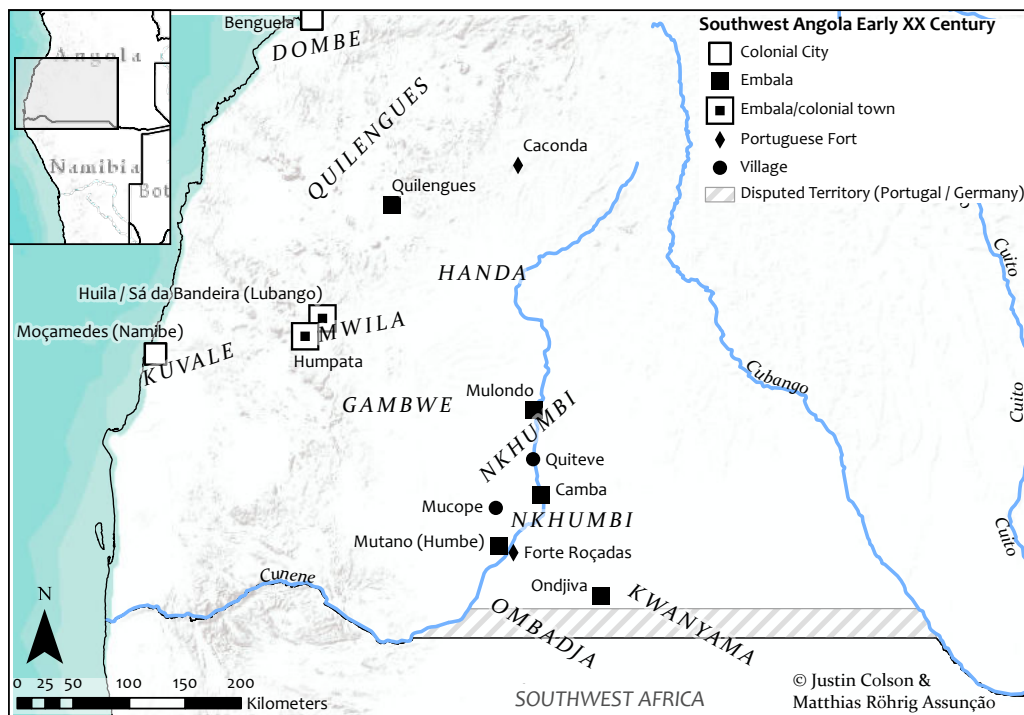 Benguela
DOMBE
Angola
Namibia
Bot
Southwest Angola Early XX Century
Colonial City
Embala
Embala/colonial town
Portuguese Fort
Village
Disputed Territory (Portugal / Germany)
QUILENGUES
Caconda
Quilengues
HANDA
Cuito
Huila / Sá da Bandeira (Lubango)
MWILA
Moçamedes (Namibe)
KUVALE
Humpata
Cubango
Cuito
Mulondo
GAMBWE
NKHUMBI
Quiteve
Camba
Mucope
NKHUMBI
Cuito
Mutano (Humbe)
Forte Roçadas
Cunene
Ondjiva
KWANYAMA
OMBADJA
N
0 25 50 100 150 200
Kilometers
SOUTHWEST AFRICA
© Justin Colson &
Matthias Röhrig Assunção